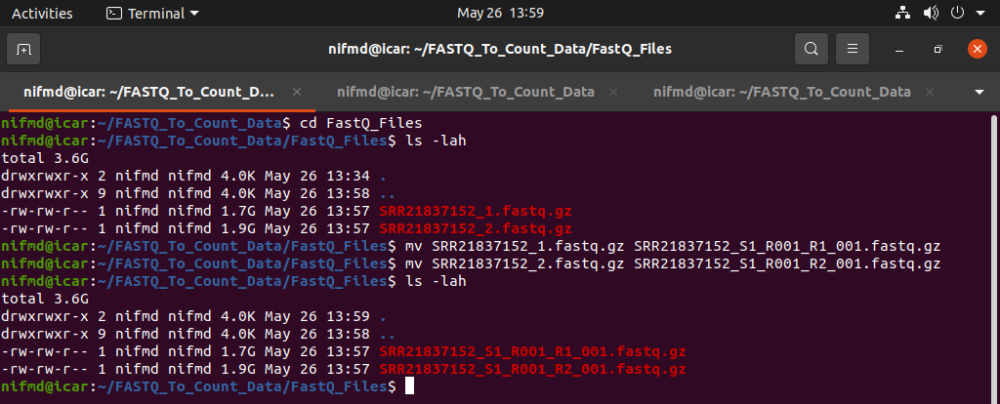 Activities Terminal May 26 13:59
nifmd@icar: ~/FASTQ_To_Count_Data/FastQ_Files
nifmd@icar: ~/FASTQ_To_Count_D... nifmd@icar: ~/FASTQ_To_Count_Data nifmd@icar: ~/FASTQ_To_Count_Data
nifmd@icar:~/FASTQ_To_Count_Data$ cd FastQ_Files
nifmd@icar:~/FASTQ_To_Count_Data/FastQ_Files$ ls -lah
total 3.6G
drwxrwxr-x 2 nifmd nifmd 4.0K May 26 13:34 .
drwxrwxr-x 9 nifmd nifmd 4.0K May 26 13:58 ..
-rw-rw-r-- 1 nifmd nifmd 1.7G May 26 13:57 SRR21837152_1.fastq.gz
-rw-rw-r-- 1 nifmd nifmd 1.9G May 26 13:57 SRR21837152_2.fastq.gz
nifmd@icar:~/FASTQ_To_Count_Data/FastQ_Files$ mv SRR21837152_1.fastq.gz SRR21837152_S1_R001_R1_001.fastq.gz
nifmd@icar:~/FASTQ_To_Count_Data/FastQ_Files$ mv SRR21837152_2.fastq.gz SRR21837152_S1_R001_R2_001.fastq.gz
nifmd@icar:~/FASTQ_To_Count_Data/FastQ_Files$ ls -lah
total 3.6G
drwxrwxr-x 2 nifmd nifmd 4.0K May 26 13:59 .
drwxrwxr-x 9 nifmd nifmd 4.0K May 26 13:58 ..
-rw-rw-r-- 1 nifmd nifmd 1.7G May 26 13:57 SRR21837152_S1_R001_R1_001.fastq.gz
-rw-rw-r-- 1 nifmd nifmd 1.9G May 26 13:57 SRR21837152_S1_R001_R2_001.fastq.gz
nifmd@icar:~/FASTQ_To_Count_Data/FastQ_Files$